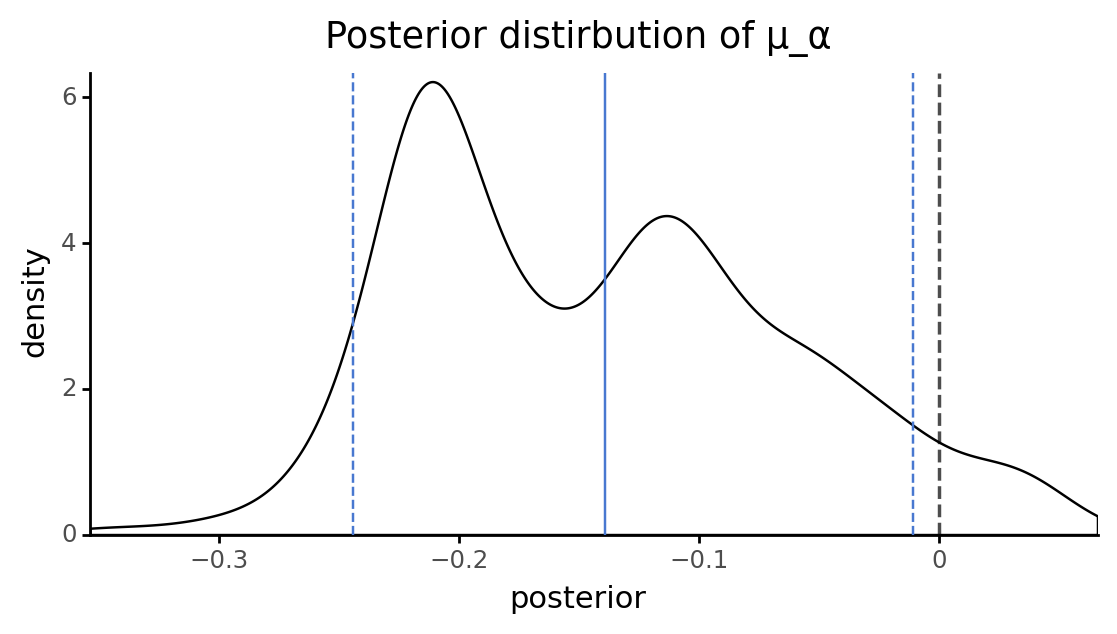 Posterior distirbution of μ_α
6
4
2
0
density
−0.3
−0.2
−0.1
0
posterior